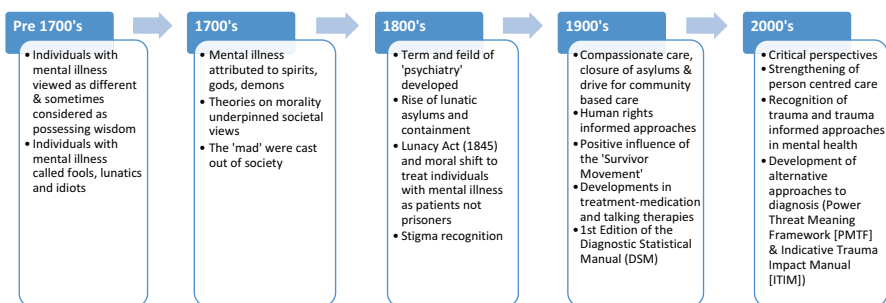 Pre 1700's
• Individuals with
mental illness
viewed as different
& sometimes
considered as
possessing wisdom
• Individuals with
mental illness
called fools, lunatics
and idiots
1700's
• Mental illness
attributed to spirits,
gods, demons
• Theories on morality
underpinned societal
views
• The 'mad' were cast
out of society
1800's
• Term and feild of
'psychiatry'
developed
• Rise of lunatic
asylums and
containment
• Lunacy Act (1845)
and moral shift to
treat individuals
with mental illness
as patients not
prisoners
• Stigma recognition
1900's
• Compassionate care,
closure of asylums &
drive for community
based care
• Human rights
informed approaches
• Positive influence of
the 'Survivor
Movement'
• Developments in
treatment-medication
and talking therapies
• 1st Edition of the
Diagnostic Statistical
Manual (DSM)
2000's
• Critical perspectives
• Strengthening of
person centred care
• Recognition of
trauma and trauma
informed approaches
in mental health
• Development of
alternative
approaches to
diagnosis (Power
Threat Meaning
Framework [PMTF]
& Indicative Trauma
Impact Manual
[ITIM])